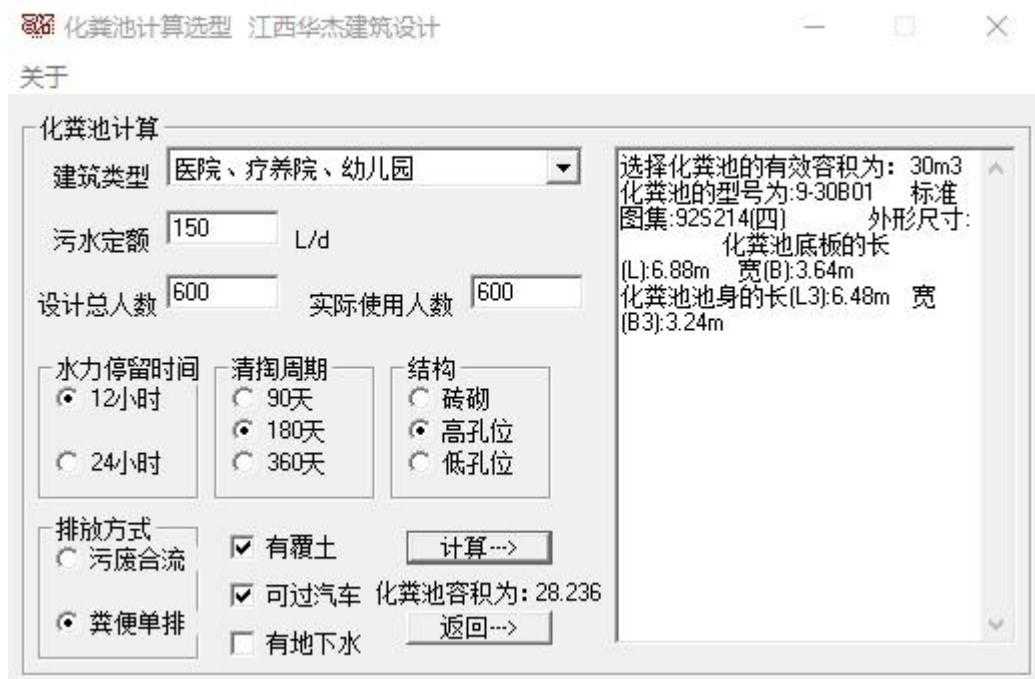 化粪池计算选型 江西华杰建筑设计
关于
化粪池计算
建筑类型 医院、疗养院、幼儿园
污水定额 150 L/d
设计总人数 600 实际使用人数 600
水力停留时间
12小时
24小时
清掏周期
90天
180天
360天
结构
砖砌
高孔位
低孔位
排放方式
污废合流
粪便单排
有覆土
可过汽车
有地下水
计算--->
化粪池容积为: 28.236
返回--->
选择化粪池的有效容积为: 30m3
化粪池的型号为:9-30B01 标准
图集:92S214(四) 外形尺寸:
化粪池底板的长
(L):6.88m 宽(B):3.64m
化粪池池身的长(L3):6.48m 宽
(B3):3.24m